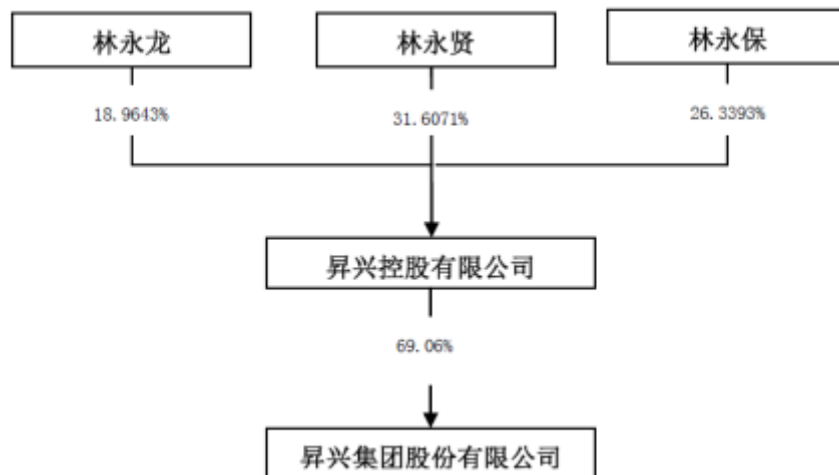 林永龙
林永贤
林永保
18.9643%
31.6071%
26.3393%
昇兴控股有限公司
69.06%
昇兴集团股份有限公司